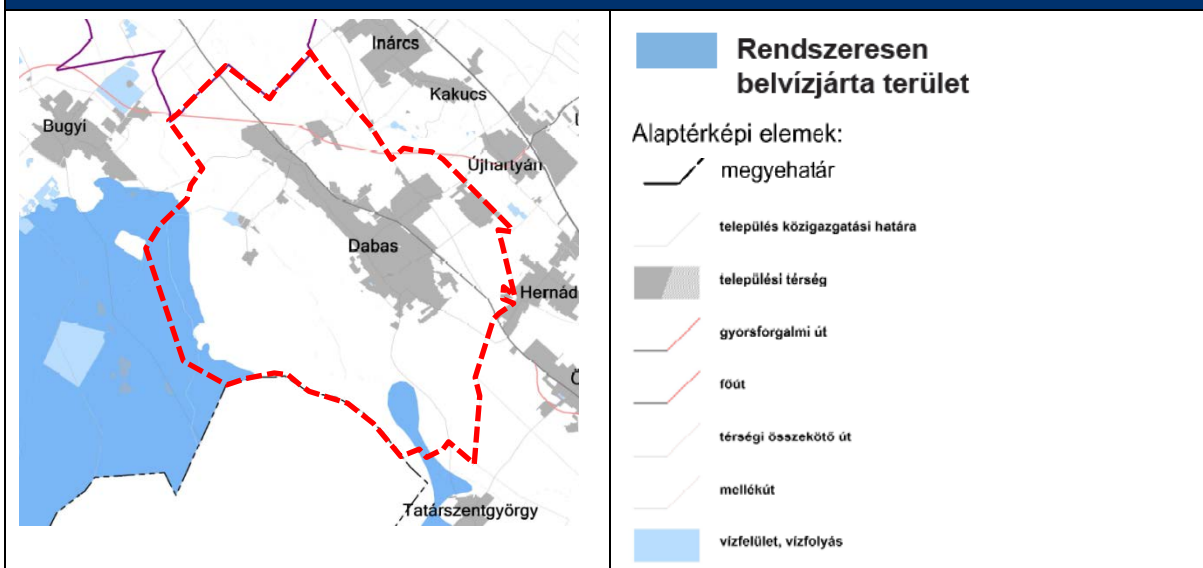 Inárcs
Kakucs
Bugyi
Újhartyán
Dabas
Hernád
Tatárszentgyörgy
Rendszeresen
belvízjárta terület
Alaptérképi elemek:
megyehatár
település közigazgatási határa
települési térség
gyorsforgalmi út
főút
térségi összekötő út
mellékút
vízfelület, vízfolyás